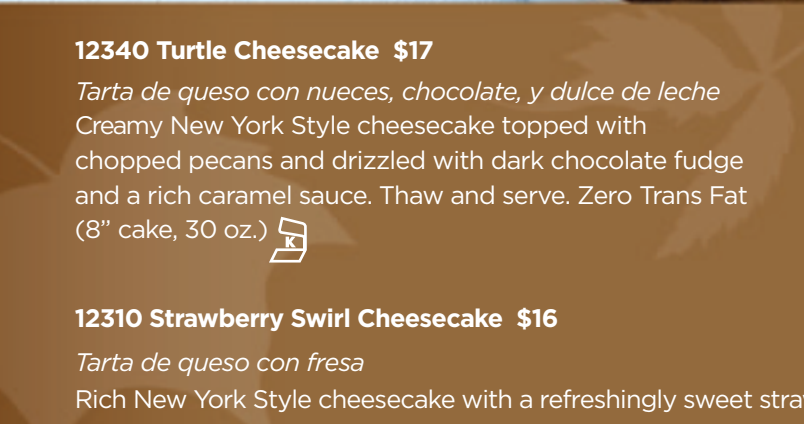 12340 Turtle Cheesecake $17
Tarta de queso con nueces, chocolate, y dulce de leche
Creamy New York Style cheesecake topped with
chopped pecans and drizzled with dark chocolate fudge
and a rich caramel sauce. Thaw and serve. Zero Trans Fat
(8” cake, 30 oz.) K
12310 Strawberry Swirl Cheesecake $16
Tarta de queso con fresa
Rich New York Style cheesecake with a refreshingly sweet